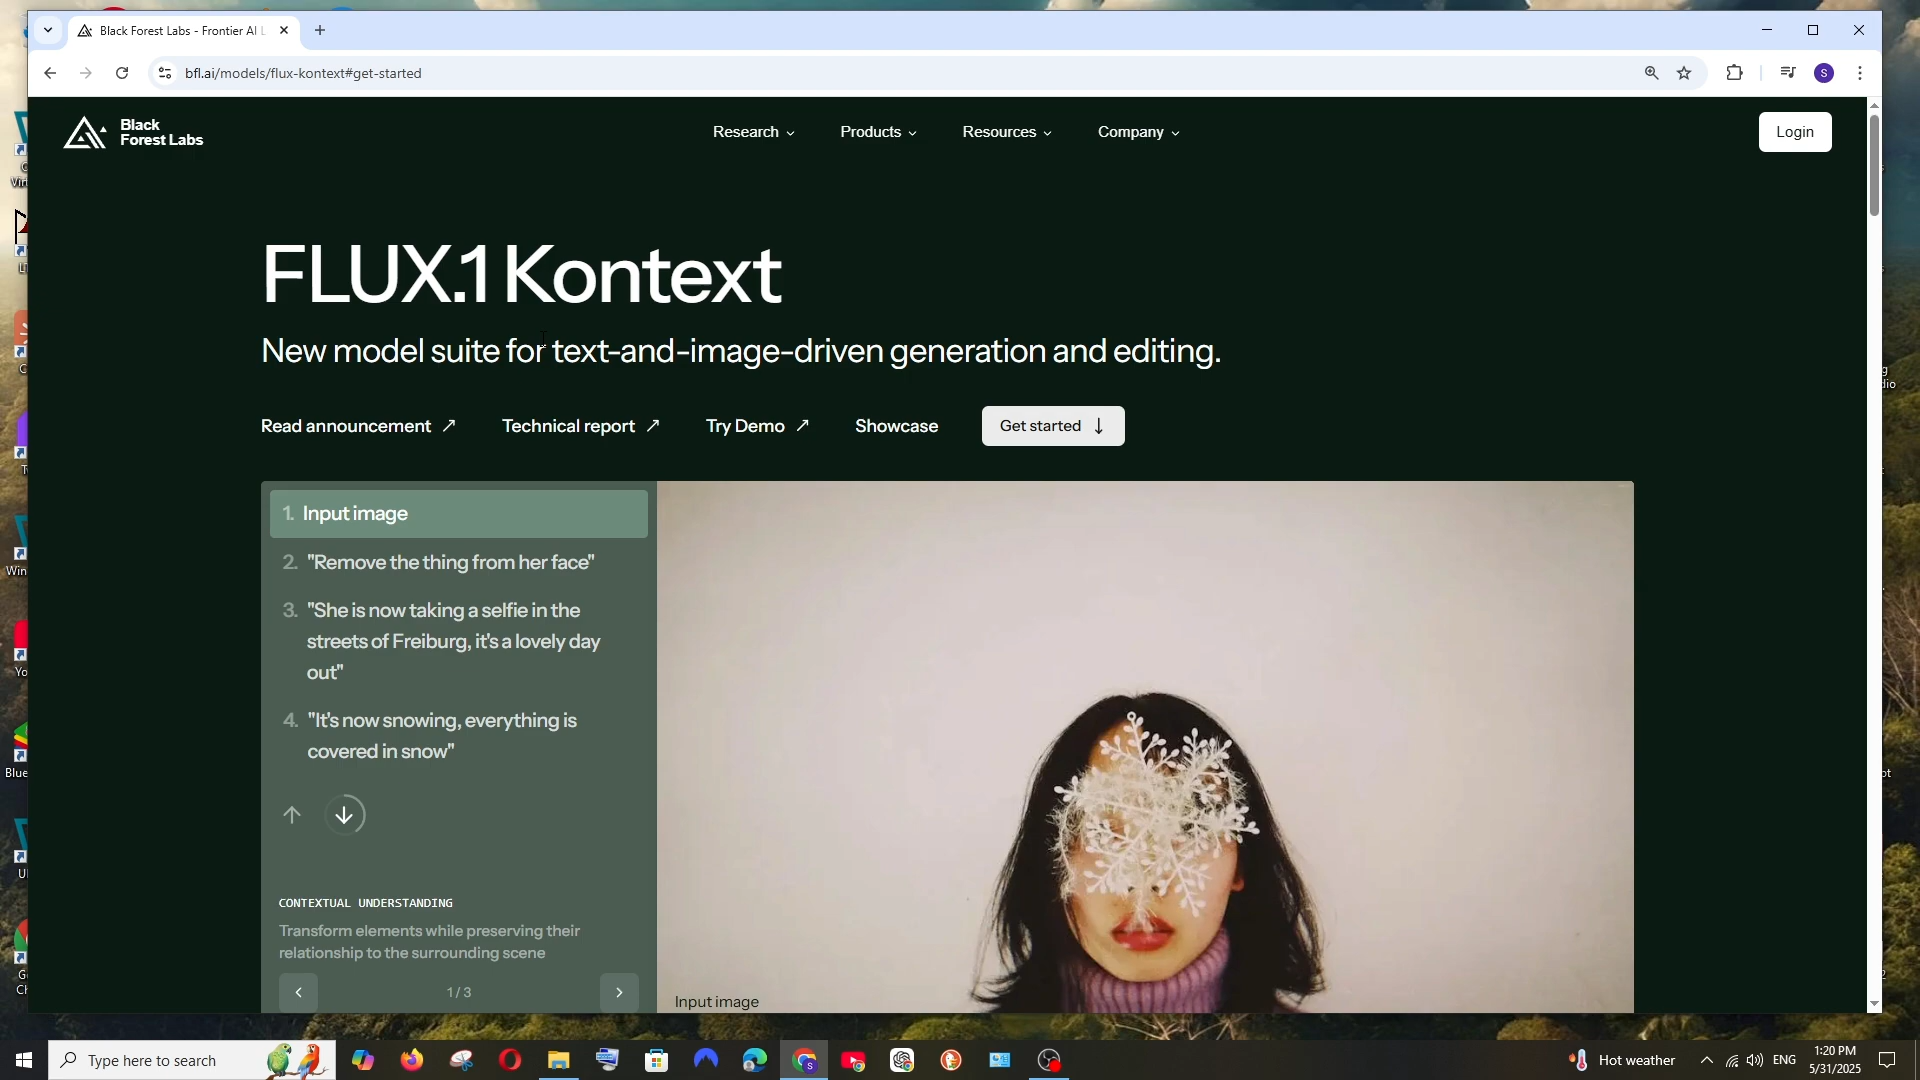 Black Forest Labs - Frontier AI L
bfl.ai/models/flux-kontext#get-started
S
Black
Forest Labs
Research
Products
Resources
Company
Login
FLUX.1 Kontext
New model suite for text-and-image-driven generation and editing.
Read announcement ↗
Technical report ↗
Try Demo ↗
Showcase
Get started ↓
1. Input image
2. "Remove the thing from her face"
3. "She is now taking a selfie in the
streets of Freiburg, it's a lovely day
out"
4. "It's now snowing, everything is
covered in snow"
CONTEXTUAL UNDERSTANDING
Transform elements while preserving their
relationship to the surrounding scene
1 / 3
Input image
Type here to search
Hot weather
ENG
1:20 PM
5/31/2025